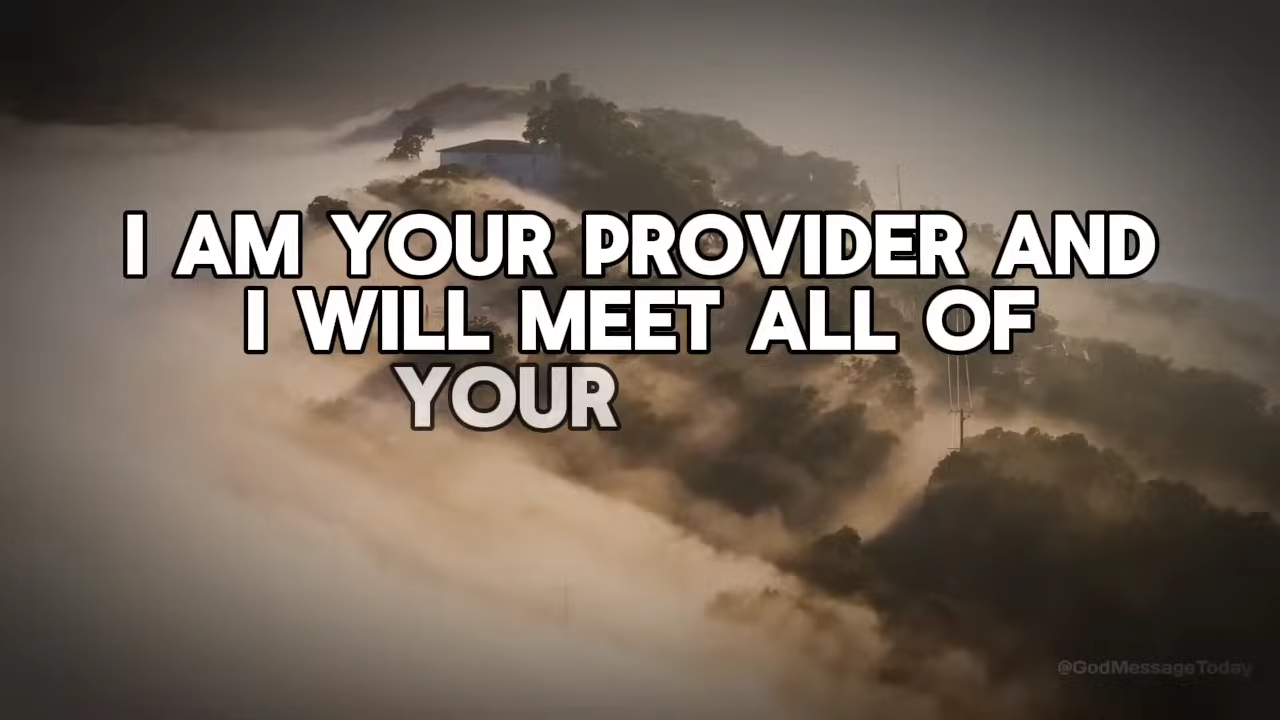 I AM YOUR PROVIDER AND
I WILL MEET ALL OF
YOUR
@GodMessageToday